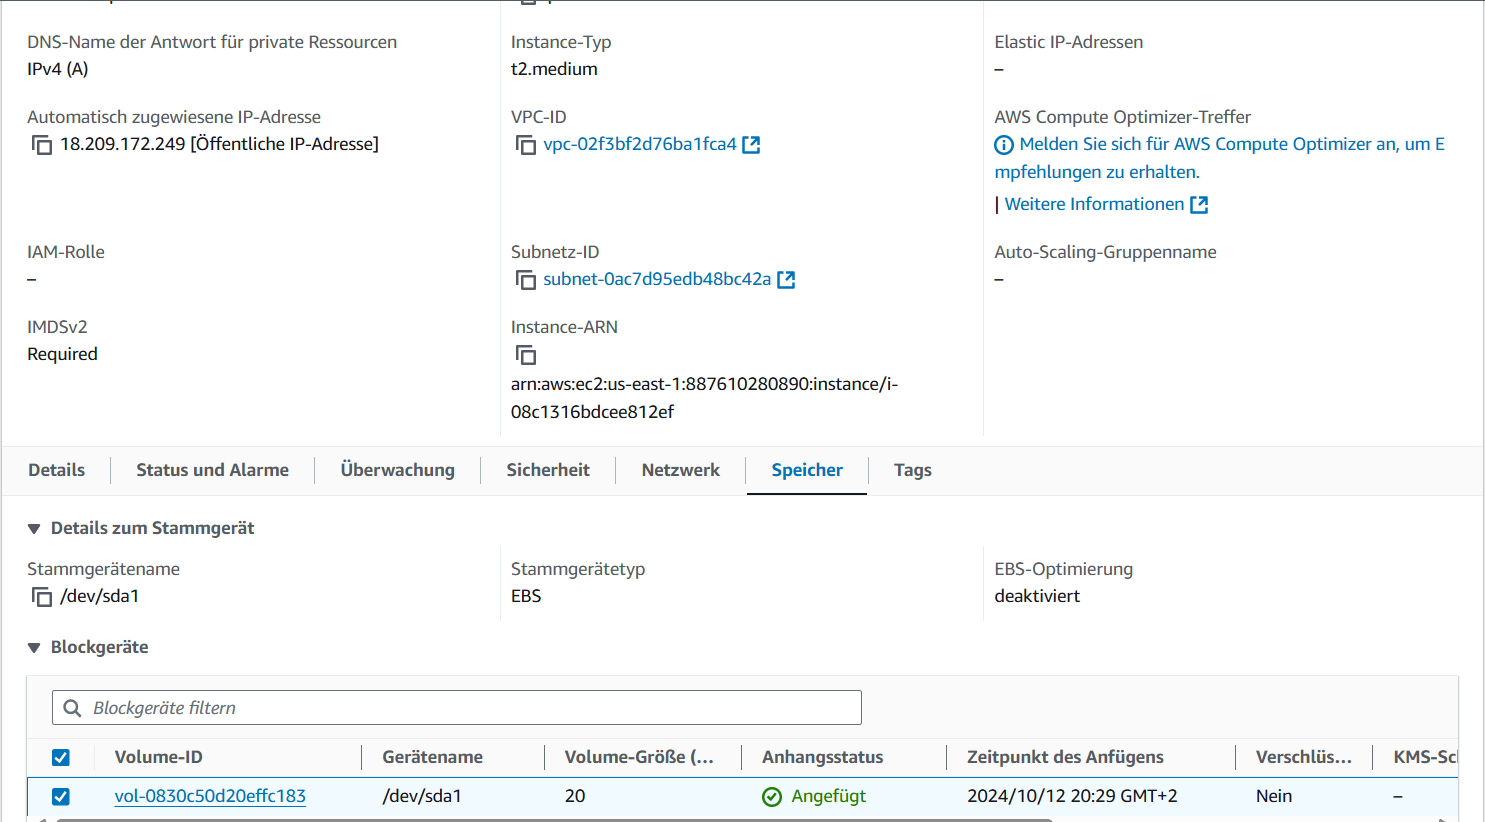 DNS-Name der Antwort für private Ressourcen
IPv4 (A)
Instance-Typ
t2.medium
Elastic IP-Adressen
–
Automatisch zugewiesene IP-Adresse
18.209.172.249 [Öffentliche IP-Adresse]
VPC-ID
vpc-02f3bf2d76ba1fca4
AWS Compute Optimizer-Treffer
Melden Sie sich für AWS Compute Optimizer an, um E
mpfehlungen zu erhalten.
| Weitere Informationen
IAM-Rolle
–
Subnetz-ID
subnet-0ac7d95edb48bc42a
Auto-Scaling-Gruppenname
–
IMDSv2
Required
Instance-ARN
arn:aws:ec2:us-east-1:887610280890:instance/i-
08c1316bdcee812ef
Details Status und Alarme Überwachung Sicherheit Netzwerk Speicher Tags
Details zum Stammgerät
Stammgerätename
/dev/sda1
Stammgerätetyp
EBS
EBS-Optimierung
deaktiviert
Blockgeräte
Blockgeräte filtern
Volume-ID Gerätename Volume-Größe (... Anhangsstatus Zeitpunkt des Anfügens Verschlüs... KMS-Scl
vol-0830c50d20effc183 /dev/sda1 20 Angefügt 2024/10/12 20:29 GMT+2 Nein –